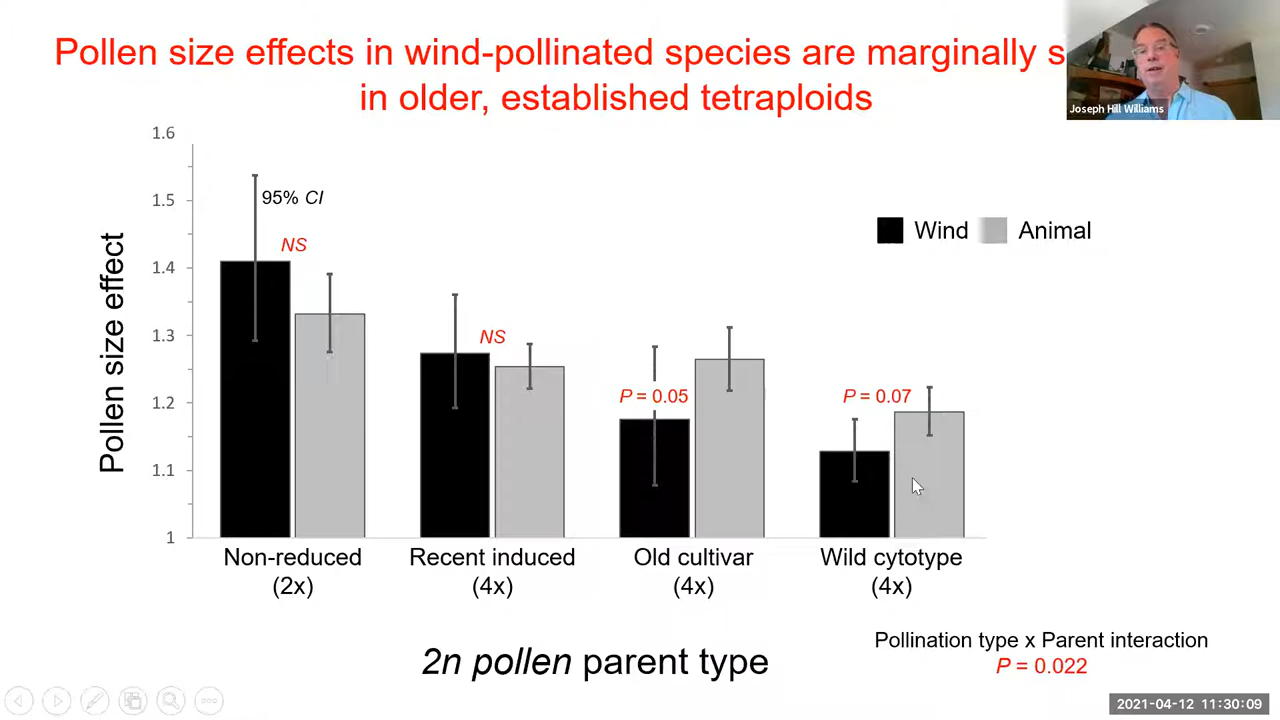 Pollen size effects in wind-pollinated species are marginally
in older, established tetraploids
Joseph Hill Williams
1.6
1.5
1.4
1.3
1.2
1.1
1
Pollen size effect
95% CI
NS
NS
P = 0.05
P = 0.07
Wind
Animal
Non-reduced
(2x)
Recent induced
(4x)
Old cultivar
(4x)
Wild cytotype
(4x)
2n pollen parent type
Pollination type x Parent interaction
P = 0.022
2021-04-12 11:30:09